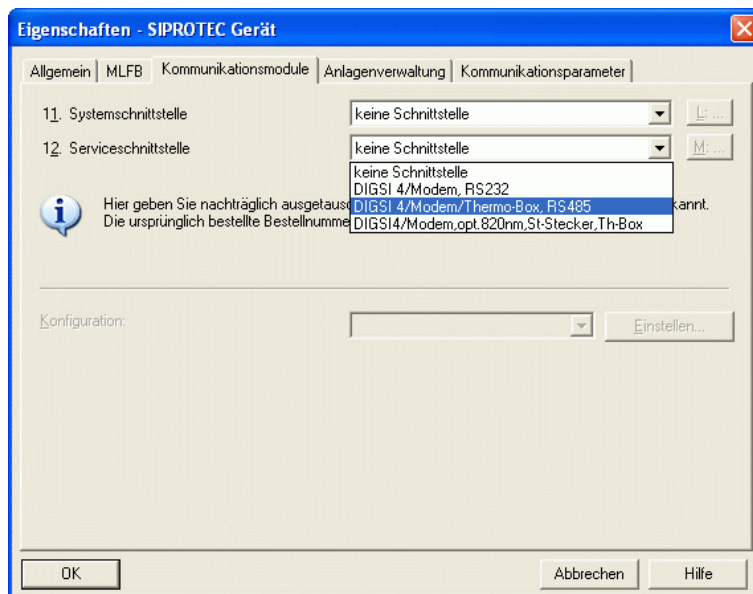 Eigenschaften - SIPROTEC Gerät
Allgemein MLFB Kommunikationsmodule Anlagenverwaltung Kommunikationsparameter
11. Systemschnittstelle keine Schnittstelle L: ...
12. Serviceschnittstelle keine Schnittstelle M: ...
keine Schnittstelle
DIGSI 4/Modem, RS232
Hier geben Sie nachträglich ausgetausc DIGSI 4/Modem/Thermo-Box, RS485 kannt.
Die ursprünglich bestellte Bestellnumme DIGSI4/Modem,opt.820nm,St-Stecker,Th-Box
Konfiguration: Einstellen...
OK Abbrechen Hilfe